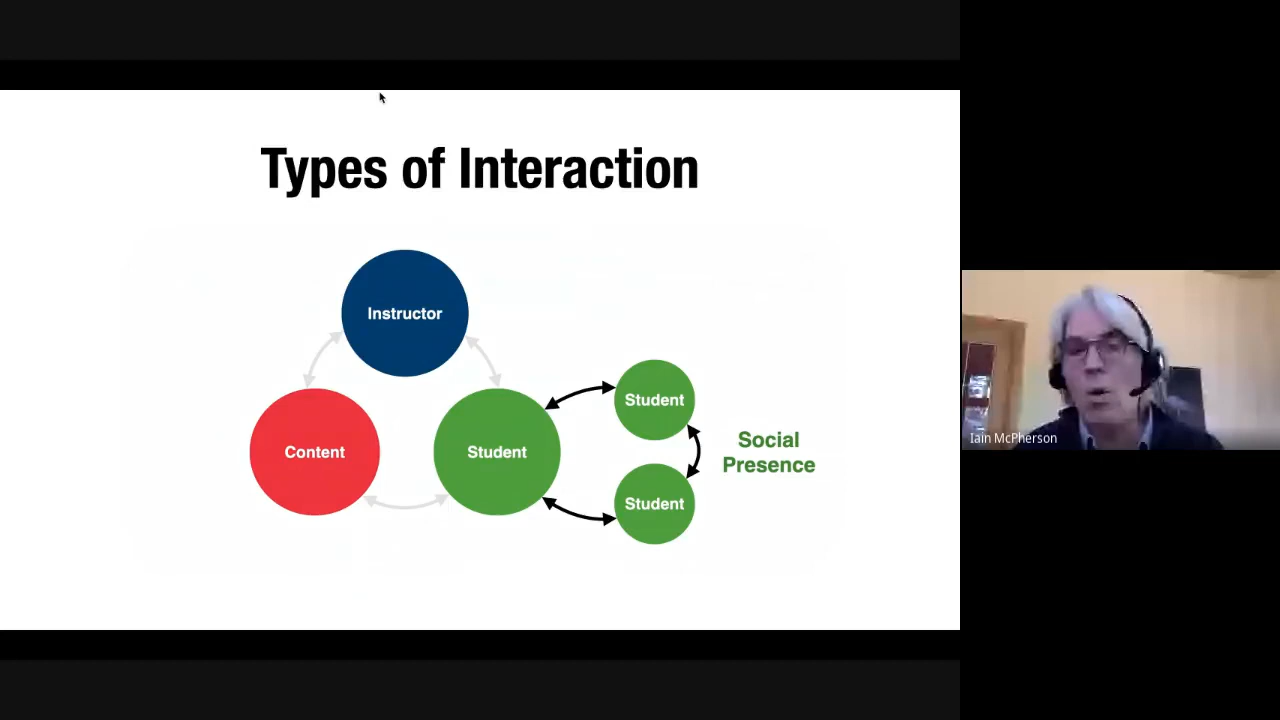 Types of Interaction
Instructor
Content
Student
Student
Student
Social
Presence
Iain McPherson